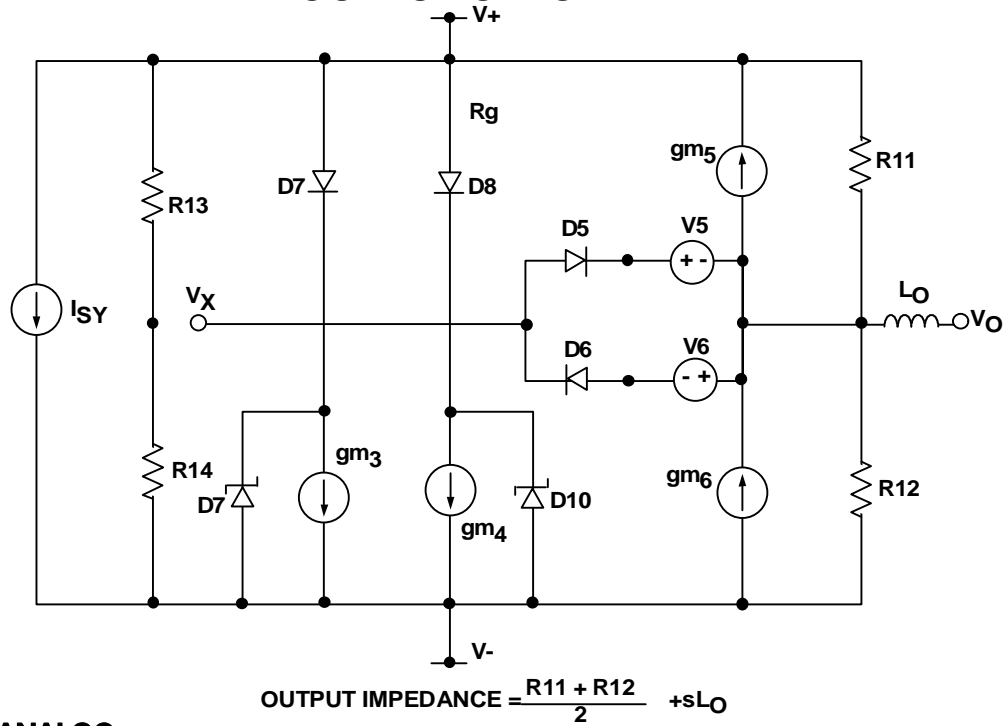 V+
Rg
gm5
R11
D7
D8
R13
D5
V5
+ -
ISY
VX
LO
VO
D6
V6
- +
gm3
R14
gm6
D7
D10
R12
gm4
V-
OUTPUT IMPEDANCE = R11 + R12
2
+sLO